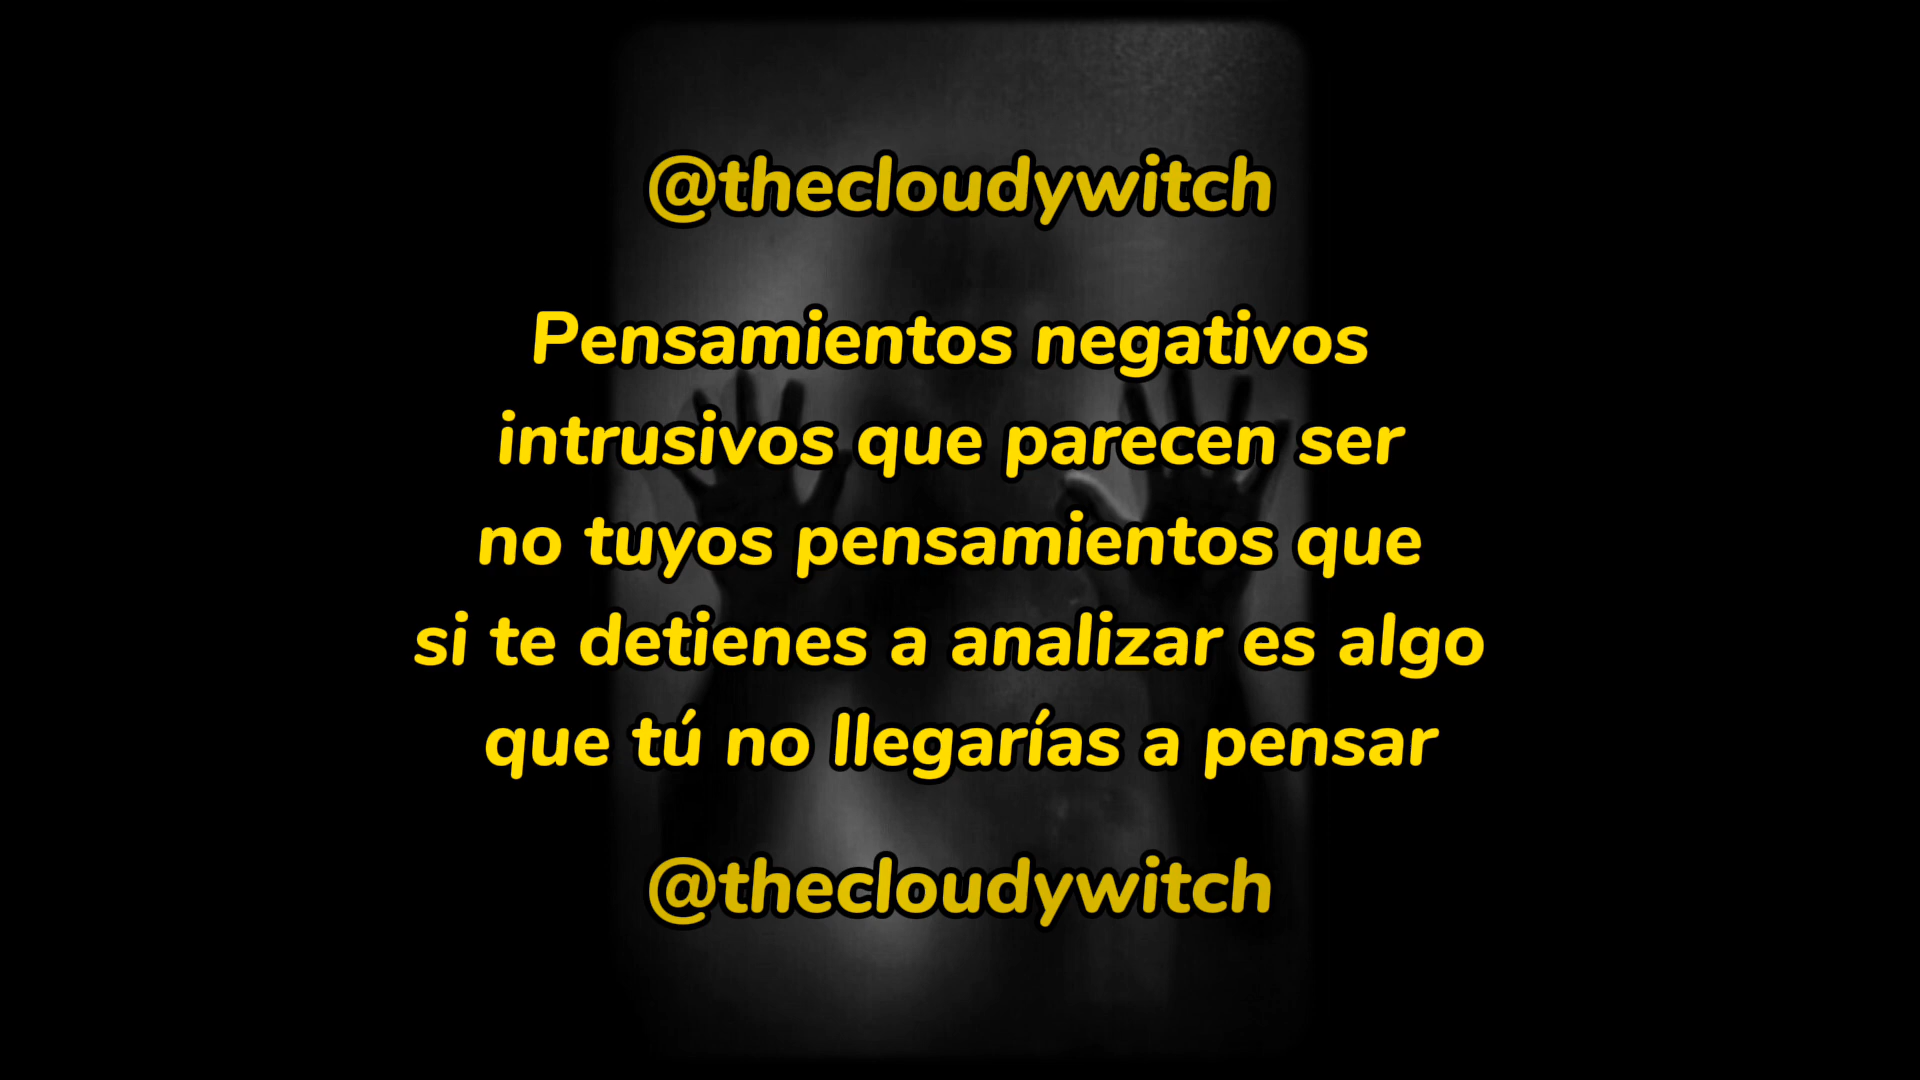 @thecloudywitch
Pensamientos negativos
intrusivos que parecen ser
no tuyos pensamientos que
si te detienes a analizar es algo
que tú no llegarías a pensar
@thecloudywitch